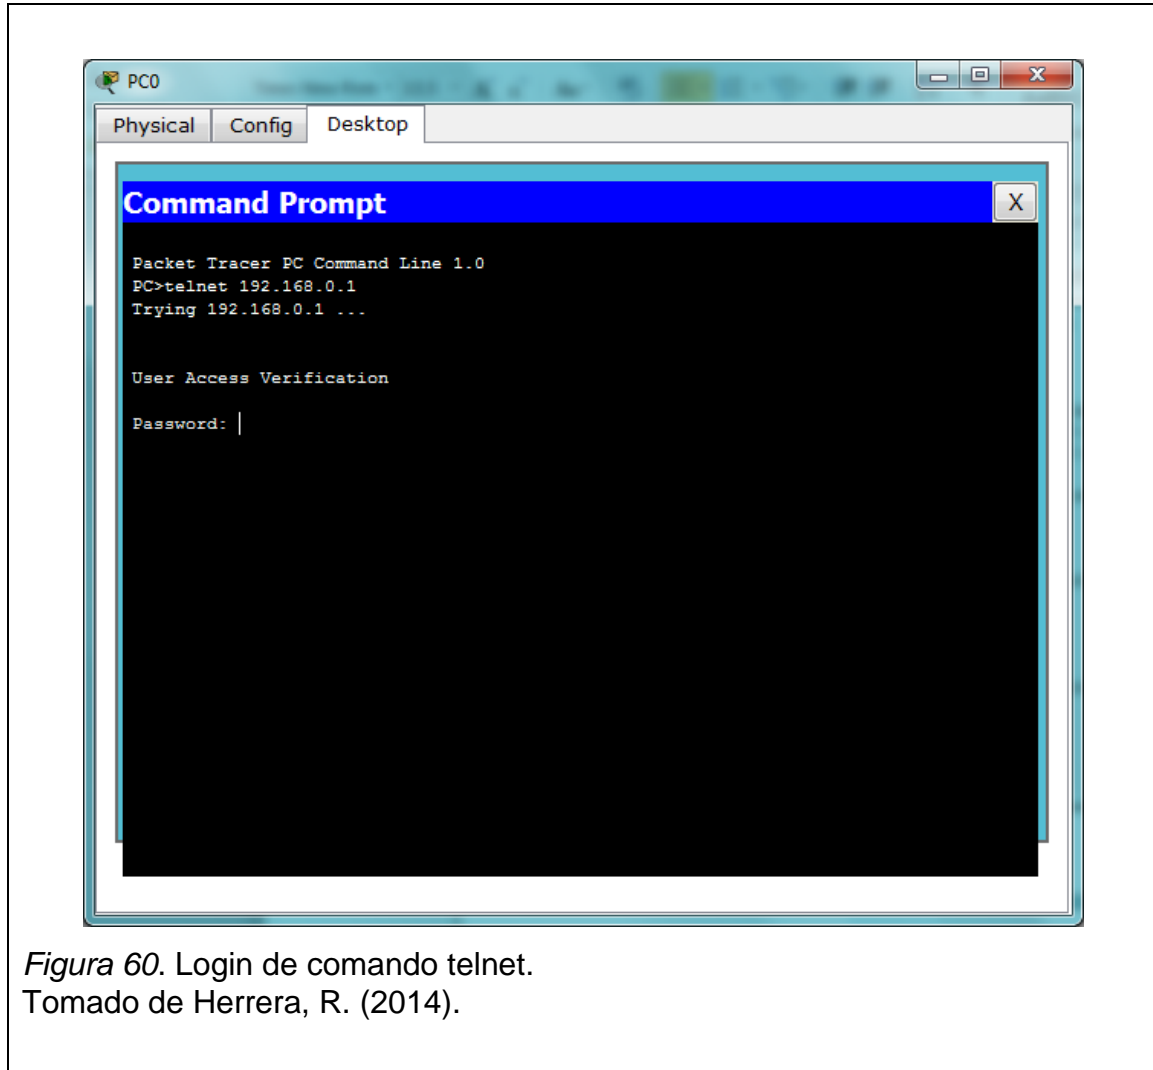 PC0
Physical Config Desktop
Command Prompt X
Packet Tracer PC Command Line 1.0
PC>telnet 192.168.0.1
Trying 192.168.0.1 ...
User Access Verification
Password:
Figura 60. Login de comando telnet.
Tomado de Herrera, R. (2014).